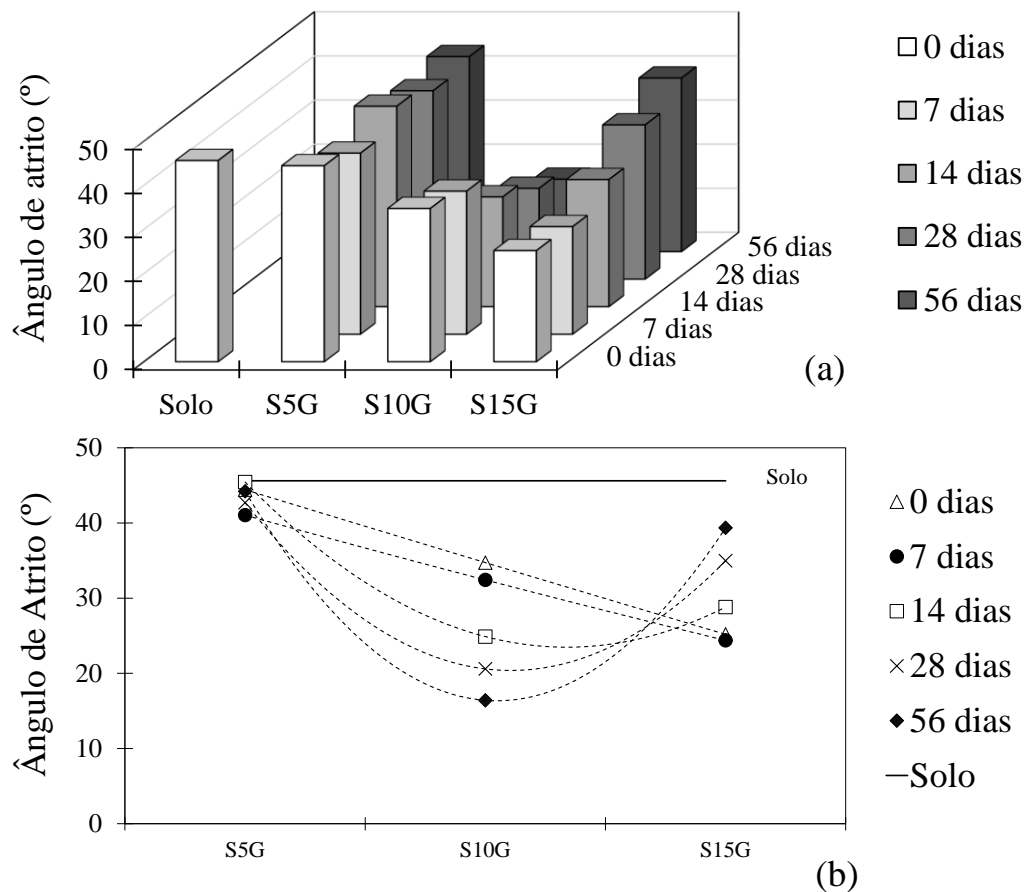 Ângulo de atrito (º)
50
40
30
20
10
0
Solo
S5G
S10G
S15G
0 dias
7 dias
14 dias
28 dias
56 dias
0 dias
7 dias
14 dias
28 dias
56 dias
(a)
Ângulo de Atrito (º)
50
40
30
20
10
0
S5G
S10G
S15G
Solo
0 dias
7 dias
14 dias
28 dias
56 dias
Solo
(b)